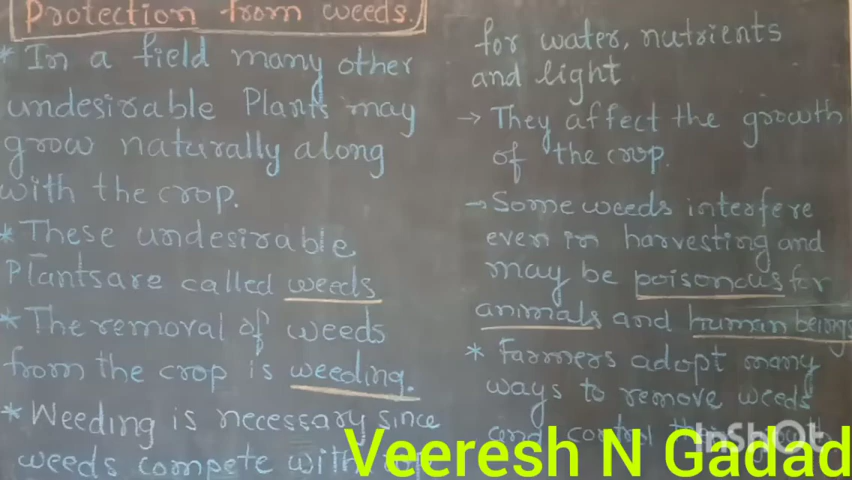 Protection from weeds.
* In a field many other
undesirable Plants may
grow naturally along
with the crop.
* These undesirable
Plantsare called weeds
* The removal of weeds
from the crop is weeding.
* Weeding is necessary since
weeds compete with
for water, nutrients
and light
→ They affect the growth
of the crop.
→ Some weeds interfere
even in harvesting and
may be poisonous for
animals and human beings
* Farmers adopt many
ways to remove weeds
and control
InShOt
Veeresh N Gadad